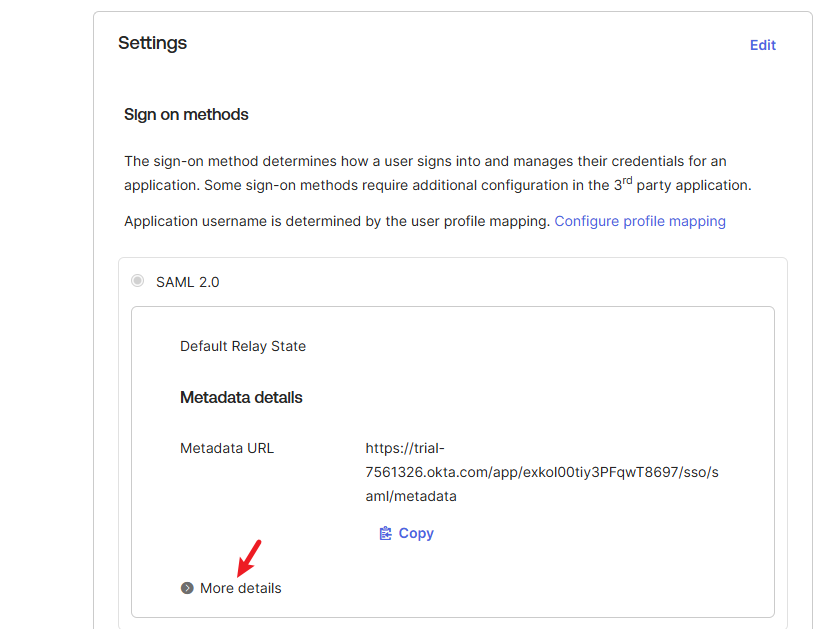 Settings
Edit
Sign on methods
The sign-on method determines how a user signs into and manages their credentials for an
application. Some sign-on methods require additional configuration in the 3rd party application.
Application username is determined by the user profile mapping. Configure profile mapping
SAML 2.0
Default Relay State
Metadata details
Metadata URL
https://trial-
7561326.okta.com/app/exkol00tiy3PFqwT8697/sso/s
aml/metadata
Copy
More details